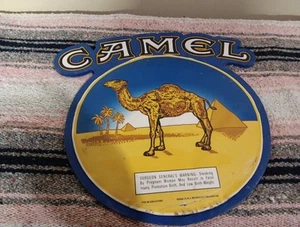 CAMEL
SURGEON GENERAL'S WARNING: Smoking
By Pregnant Women May Result in Fetal
Injury, Premature Birth, And Low Birth Weight.